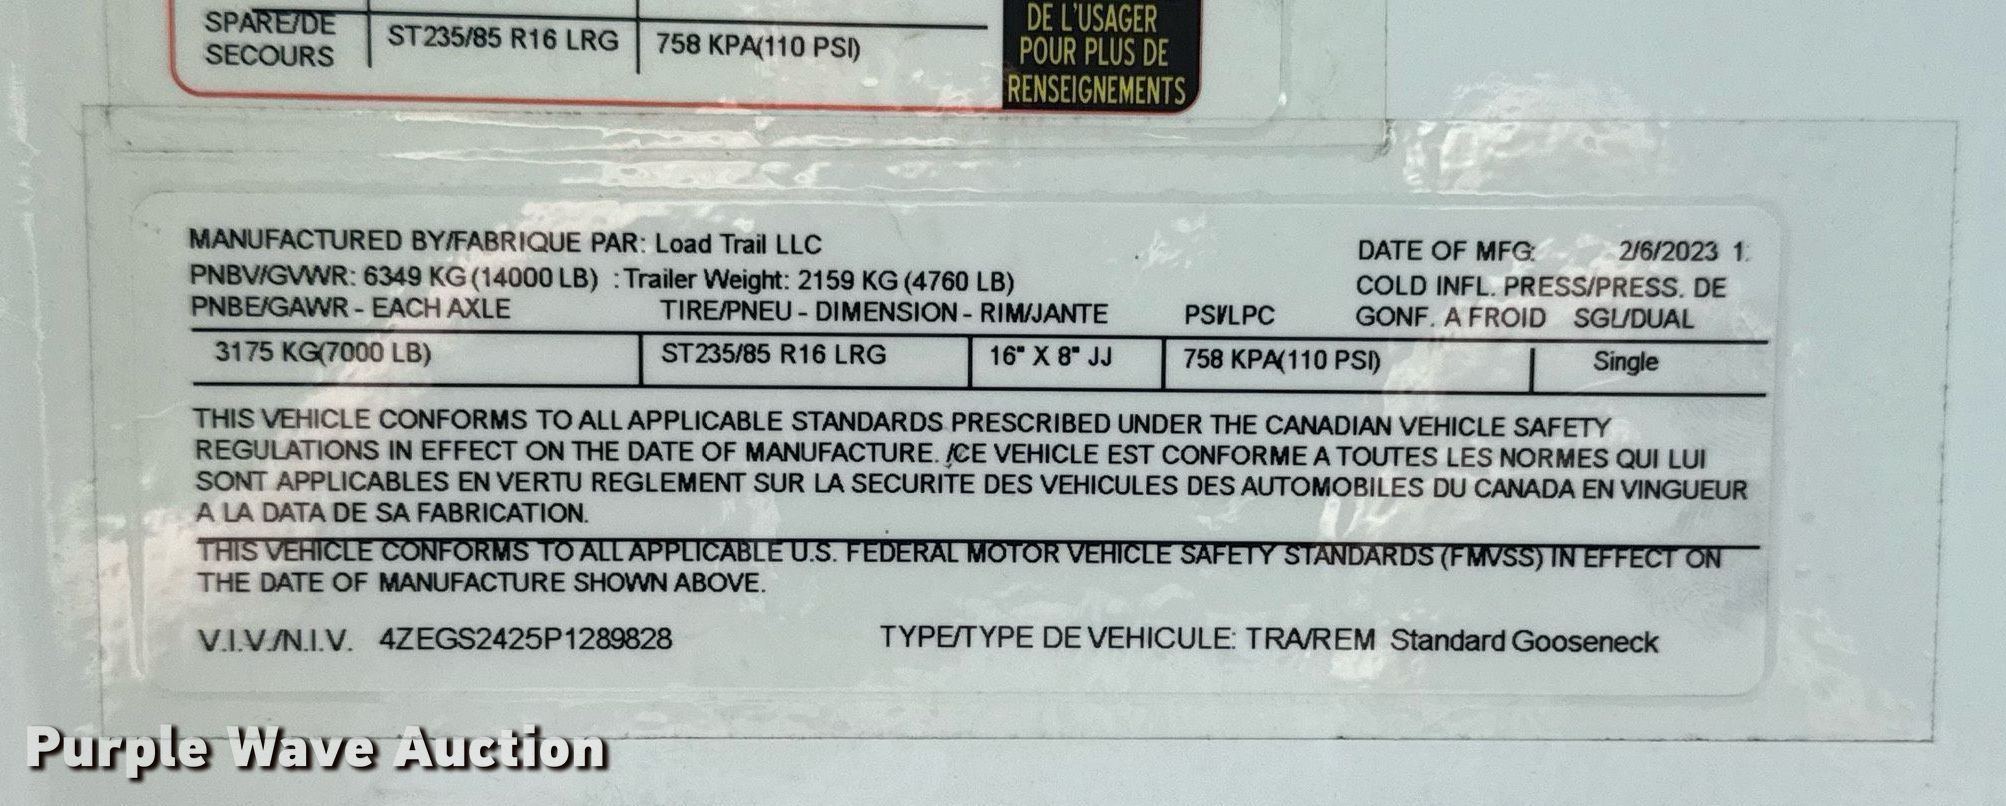 SPARE/DE
SECOURS
ST235/85 R16 LRG
758 KPA(110 PSI)
DE L'USAGER
POUR PLUS DE
RENSEIGNEMENTS
MANUFACTURED BY/FABRIQUE PAR: Load Trail LLC
DATE OF MFG: 2/6/2023 1:
PNBV/GVWR: 6349 KG (14000 LB) : Trailer Weight: 2159 KG (4760 LB)
COLD INFL. PRESS/PRESS. DE
PNBE/GAWR - EACH AXLE TIRE/PNEU - DIMENSION - RIM/JANTE PSI/LPC GONF. A FROID SGL/DUAL
3175 KG(7000 LB) ST235/85 R16 LRG 16" X 8" JJ 758 KPA(110 PSI) Single
THIS VEHICLE CONFORMS TO ALL APPLICABLE STANDARDS PRESCRIBED UNDER THE CANADIAN VEHICLE SAFETY
REGULATIONS IN EFFECT ON THE DATE OF MANUFACTURE. /CE VEHICLE EST CONFORME A TOUTES LES NORMES QUI LUI
SONT APPLICABLES EN VERTU REGLEMENT SUR LA SECURITE DES VEHICULES DES AUTOMOBILES DU CANADA EN VINGUEUR
A LA DATA DE SA FABRICATION.
THIS VEHICLE CONFORMS TO ALL APPLICABLE U.S. FEDERAL MOTOR VEHICLE SAFETY STANDARDS (FMVSS) IN EFFECT ON
THE DATE OF MANUFACTURE SHOWN ABOVE.
V.I.V./N.I.V. 4ZEGS2425P1289828 TYPE/TYPE DE VEHICULE: TRA/REM Standard Gooseneck
Purple Wave Auction